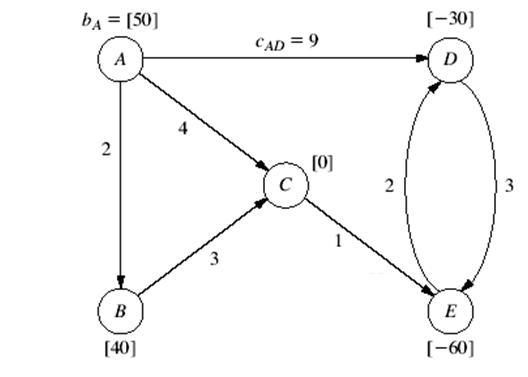 b_A = [50]
[−30]
c_AD = 9
A
D
2
4
[0]
C
2
3
3
1
B
E
[40]
[−60]